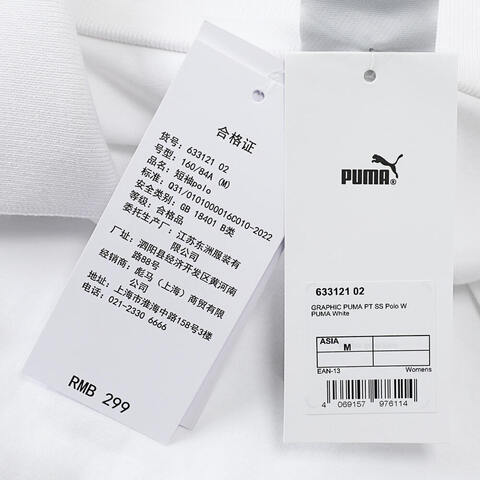 合格证
货号: 633121 02
号型: 160/84A (M)
品名: 短袖polo
标准: Q31/0101000016C010-2022
安全类别: GB 18401 B类
等级: 合格品
委托生产厂: 江苏东洲服装有
限公司
厂址: 泗阳县经济开发区黄河南
路88号
经销商: 彪马(上海)商贸有限
公司
地址: 上海市淮海中路158号3楼
电话: 021-2330 6666
RMB 299
PUMA®
633121 02
GRAPHIC PUMA PT SS Polo W
PUMA White
ASIA
M
EAN-13 Womens
4 069157 976114